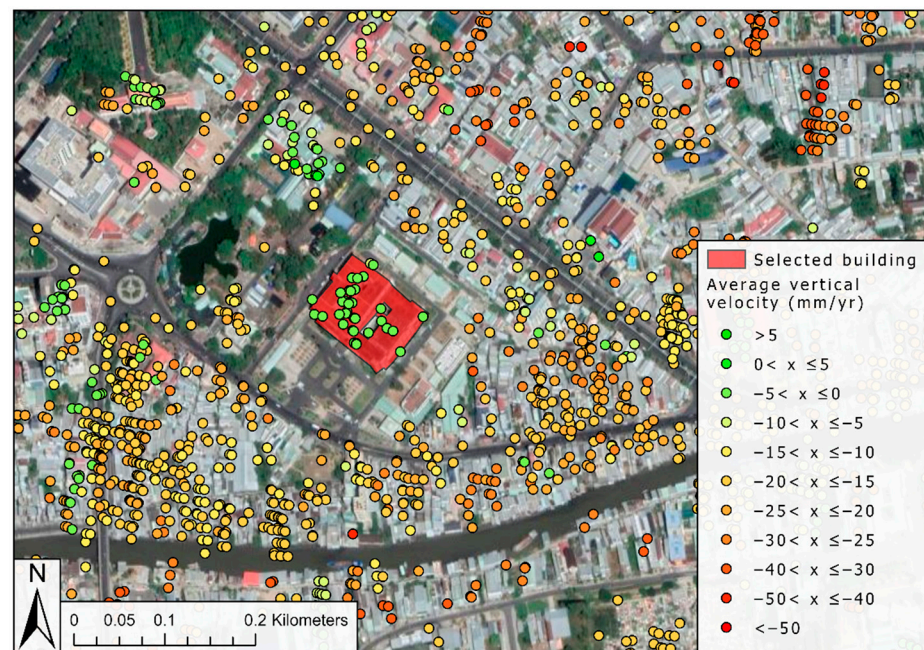 Selected building
Average vertical
velocity (mm/yr)
>5
0< x ≤5
−5< x ≤0
−10< x ≤−5
−15< x ≤−10
−20< x ≤−15
−25< x ≤−20
−30< x ≤−25
−40< x ≤−30
−50< x ≤−40
<−50
N
0 0.05 0.1 0.2 Kilometers